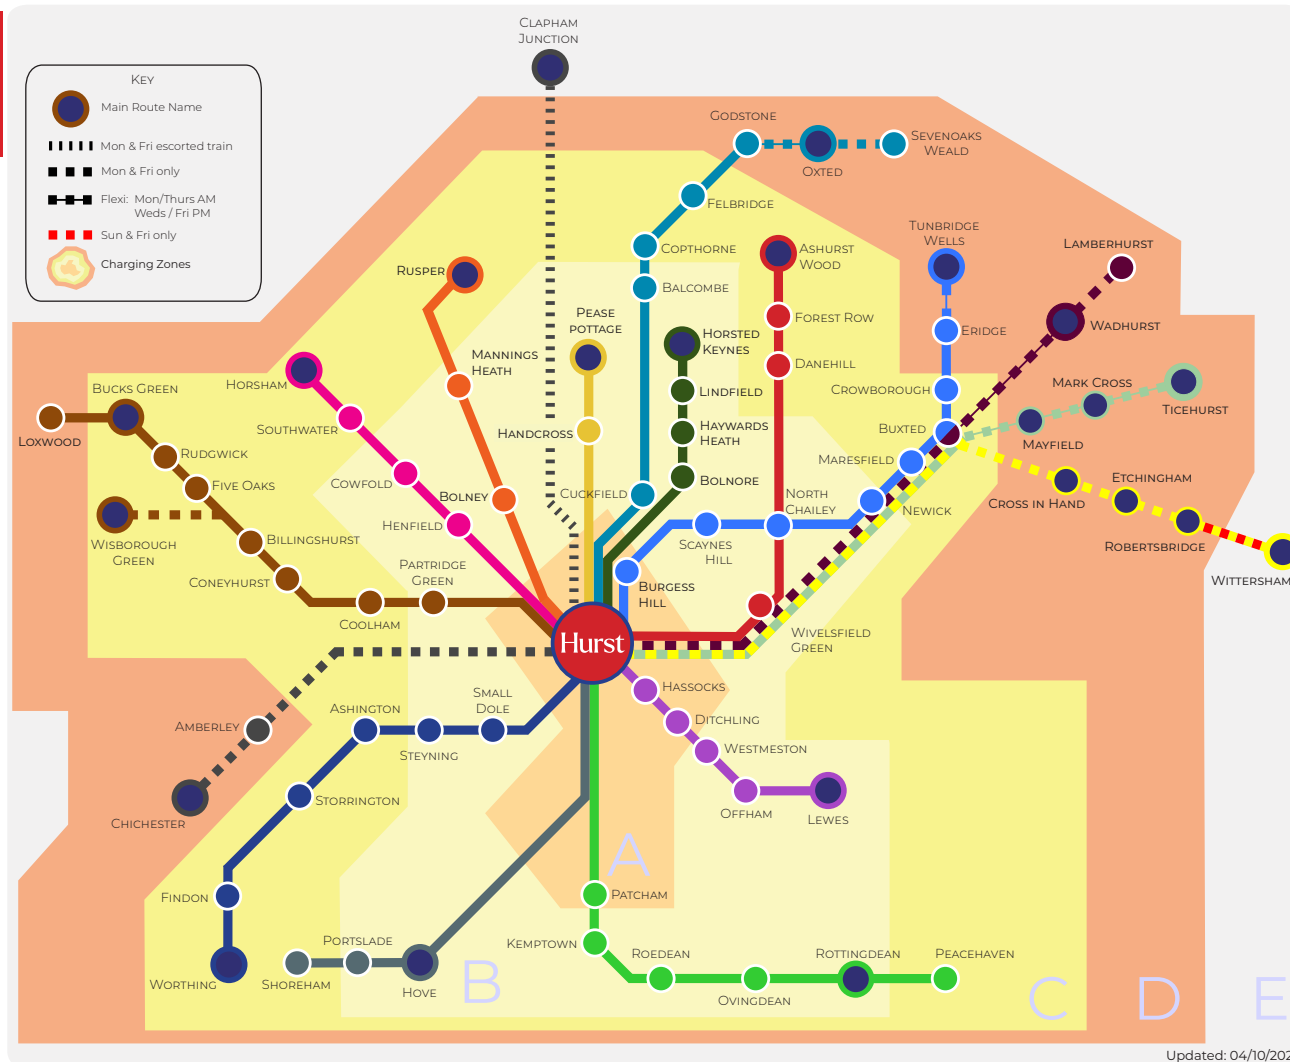 CLAPHAM
JUNCTION
KEY
Main Route Name
Mon & Fri escorted train
Mon & Fri only
Flexi: Mon/Thurs AM
Weds / Fri PM
Sun & Fri only
Charging Zones
GODSTONE
OXTED
SEVENOAKS
WEALD
FELBRIDGE
COPTHORNE
BALCOMBE
CUCKFIELD
ASHURST
WOOD
FOREST ROW
DANEHILL
NORTH
CHAILEY
TUNBRIDGE
WELLS
ERIDGE
CROWBOROUGH
BUXTED
MARESFIELD
NEWICK
LAMBERHURST
WADHURST
MARK CROSS
TICEHURST
MAYFIELD
CROSS IN HAND
ETCHINGHAM
ROBERTSBRIDGE
WITTERSHAM
RUSPER
MANNINGS
HEATH
BOLNEY
PEASE
POTTAGE
HANDCROSS
HORSTED
KEYNES
LINDFIELD
HAYWARDS
HEATH
BOLNORE
HORSHAM
SOUTHWATER
COWFOLD
HENFIELD
BUCKS GREEN
LOXWOOD
RUDGWICK
FIVE OAKS
WISBOROUGH
GREEN
BILLINGSHURST
CONEYHURST
COOLHAM
PARTRIDGE
GREEN
SCAYNES
HILL
BURGESS
HILL
WIVELSFIELD
GREEN
Hurst
AMBERLEY
CHICHESTER
SMALL
DOLE
ASHINGTON
STEYNING
STORRINGTON
FINDON
WORTHING
HASSOCKS
DITCHLING
WESTMESTON
OFFHAM
LEWES
A
PATCHAM
KEMPTOWN
ROEDEAN
OVINGDEAN
ROTTINGDEAN
PEACEHAVEN
PORTSLADE
SHOREHAM
HOVE
B
C
D
E
Updated: 04/10/202